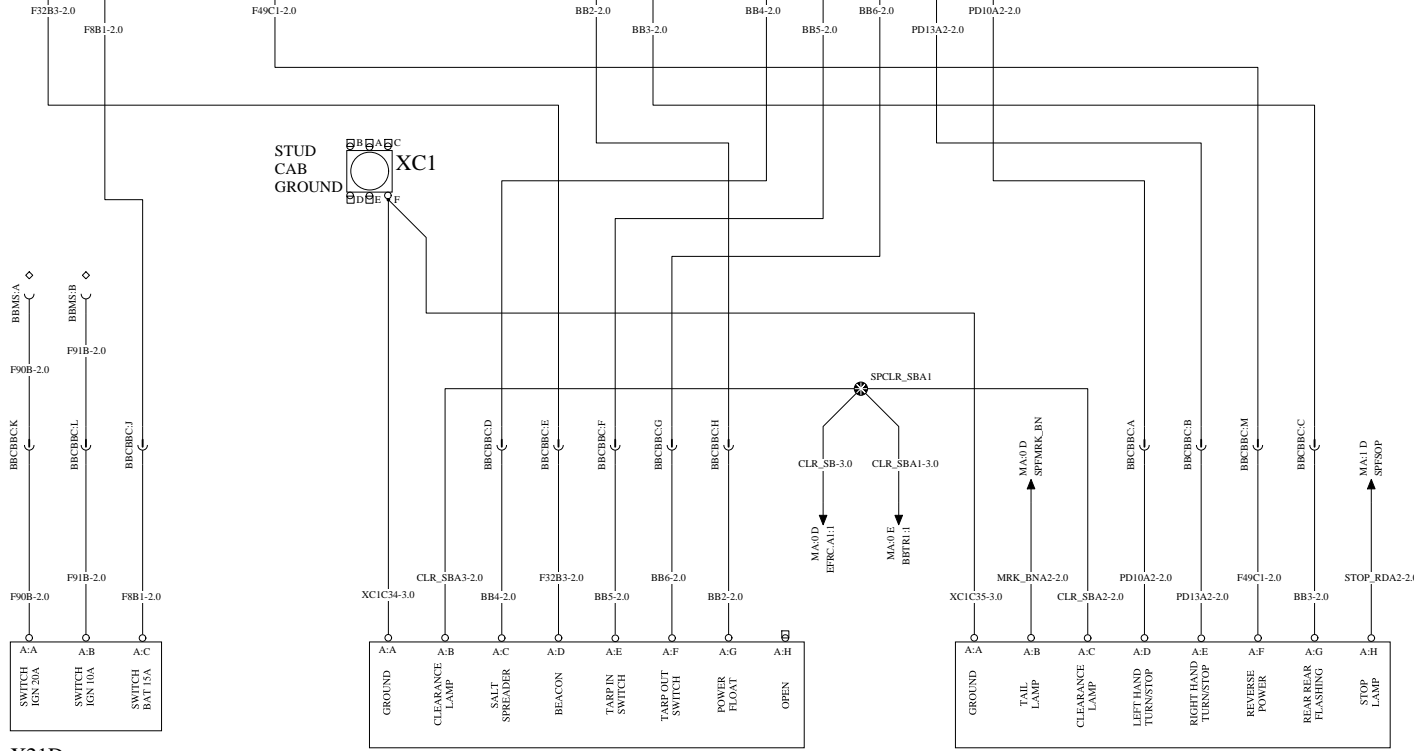 F32B3-2.0
F49C1-2.0
BB2-2.0
BB4-2.0
BB6-2.0
PD10A2-2.0
F8B1-2.0
BB3-2.0
BB5-2.0
PD13A2-2.0
STUD
CAB
GROUND
B
A
C
XC1
D
E
F
BBMS:A
BBMS:B
F91B-2.0
F90B-2.0
SPCLR_SBA1
BBCBBC:K
BBCBBC:L
BBCBBC:J
BBCBBC:D
BBCBBC:E
BBCBBC:F
BBCBBC:G
BBCBBC:H
CLR_SB-3.0
CLR_SBA1-3.0
MA:0 D
SPFMRK_BN
BBCBBC:A
BBCBBC:B
BBCBBC:M
BBCBBC:C
MA:1 D
SPFSOP
MA:0 D
EFRC.A1:1
MA:0 E
BBTR1:1
F91B-2.0
CLR_SBA3-2.0
F32B3-2.0
BB6-2.0
MRK_BNA2-2.0
PD10A2-2.0
F49C1-2.0
STOP_RDA2-2.0
F90B-2.0
F8B1-2.0
XC1C34-3.0
BB4-2.0
BB5-2.0
BB2-2.0
XC1C35-3.0
CLR_SBA2-2.0
PD13A2-2.0
BB3-2.0
A:A
A:B
A:C
A:A
A:B
A:C
A:D
A:E
A:F
A:G
A:H
A:A
A:B
A:C
A:D
A:E
A:F
A:G
A:H
SWITCH
IGN 20A
SWITCH
IGN 10A
SWITCH
BAT 15A
GROUND
CLEARANCE
LAMP
SALT
SPREADER
BEACON
TARP IN
SWITCH
TARP OUT
SWITCH
POWER
FLOAT
OPEN
GROUND
TAIL
LAMP
CLEARANCE
LAMP
LEFT HAND
TURN/STOP
RIGHT HAND
TURN/STOP
REVERSE
POWER
REAR REAR
FLASHING
STOP
LAMP